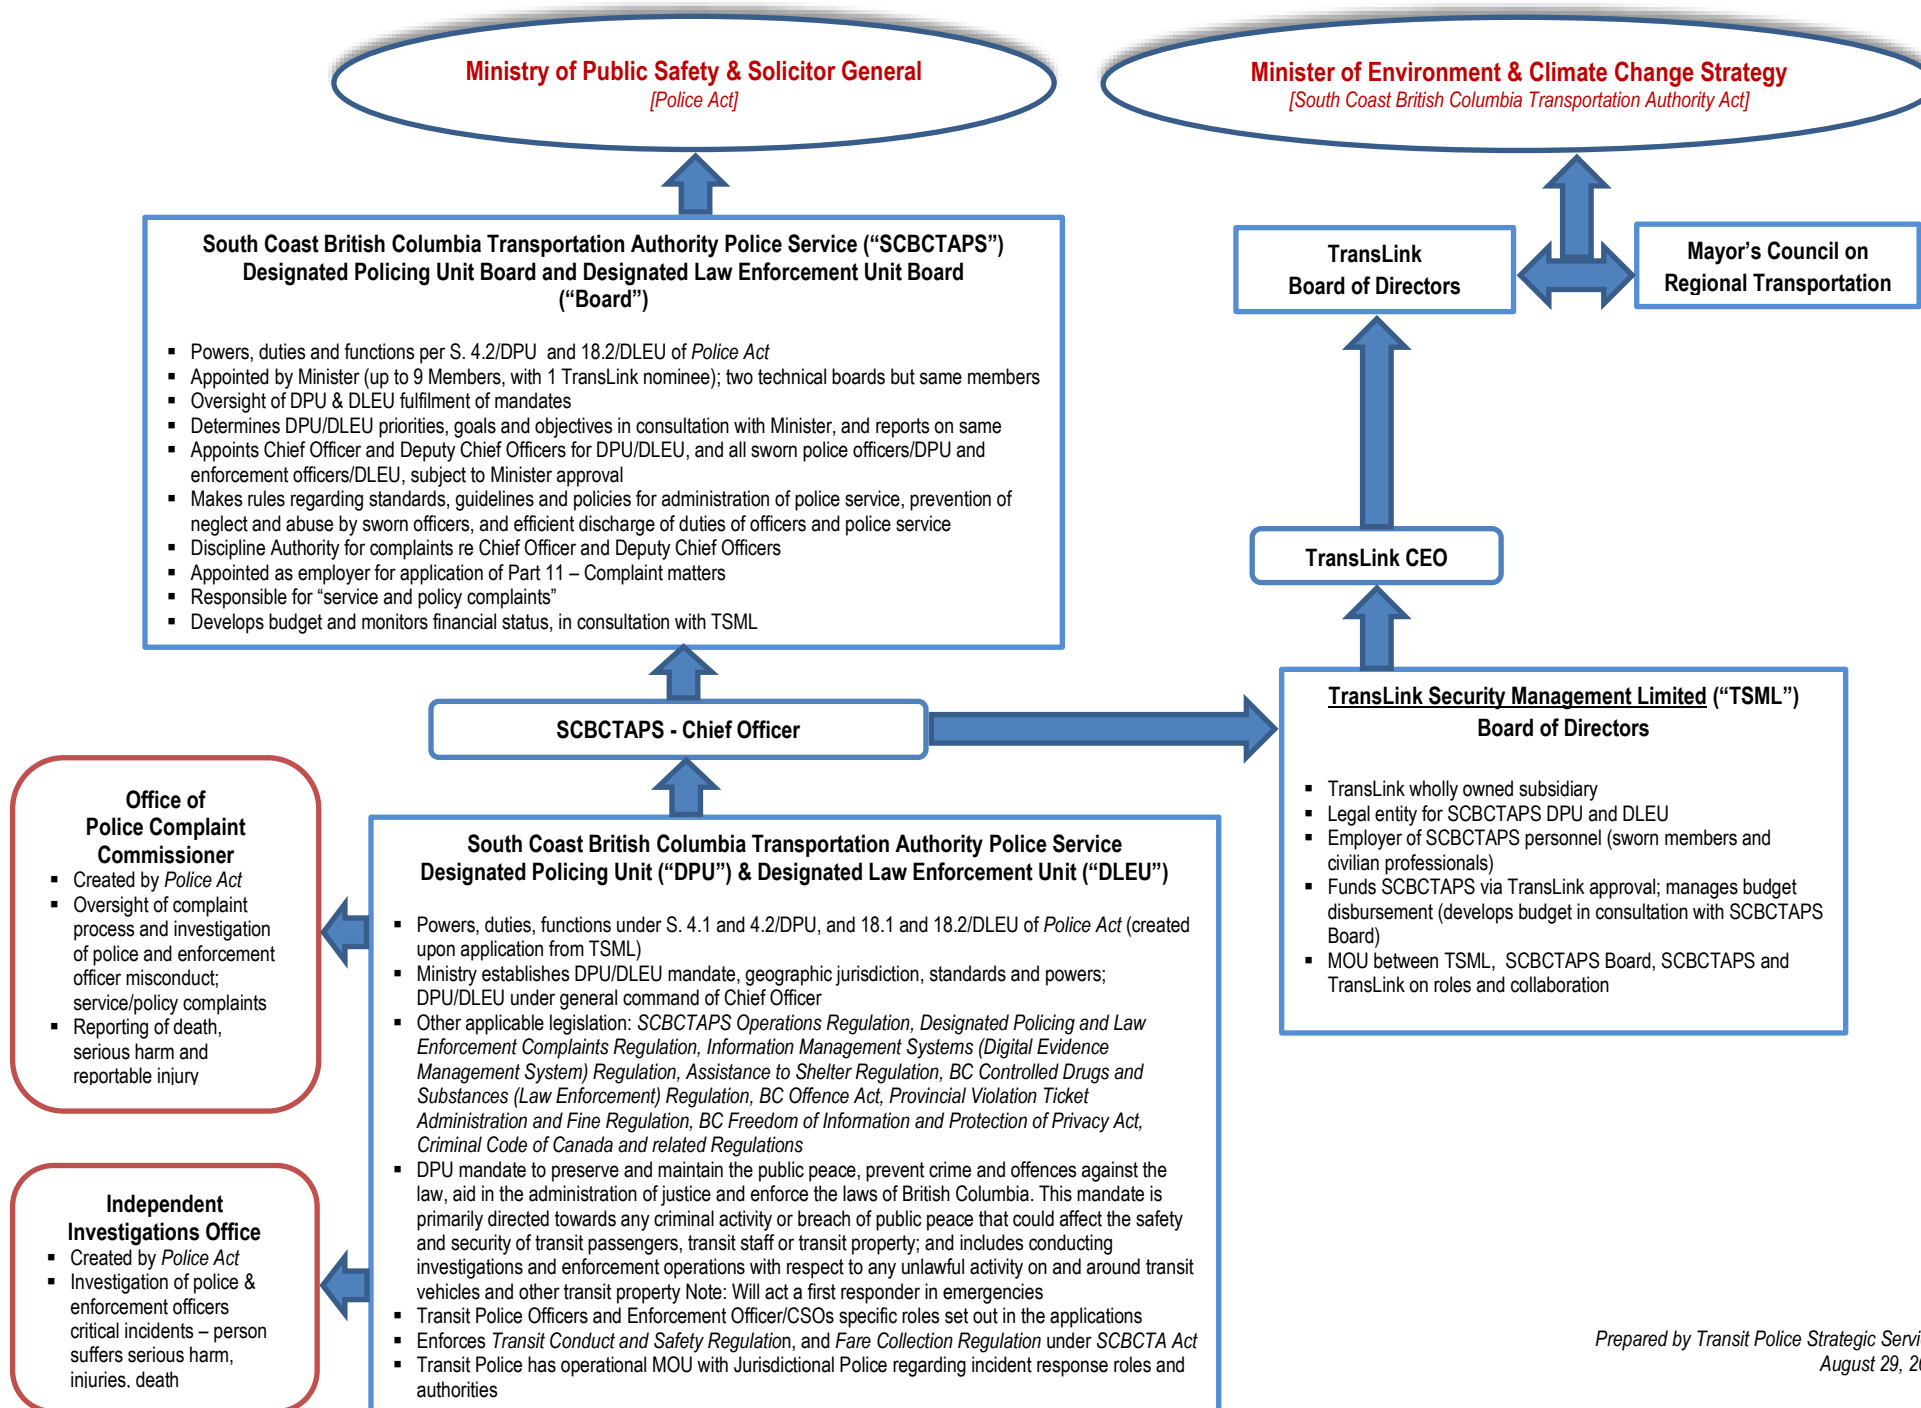 Ministry of Public Safety & Solicitor General
[Police Act]
Minister of Environment & Climate Change Strategy
[South Coast British Columbia Transportation Authority Act]
South Coast British Columbia Transportation Authority Police Service (“SCBCTAPS”)
Designated Policing Unit Board and Designated Law Enforcement Unit Board
(“Board”)
▪ Powers, duties and functions per S. 4.2/DPU and 18.2/DLEU of Police Act
▪ Appointed by Minister (up to 9 Members, with 1 TransLink nominee); two technical boards but same members
▪ Oversight of DPU & DLEU fulfilment of mandates
▪ Determines DPU/DLEU priorities, goals and objectives in consultation with Minister, and reports on same
▪ Appoints Chief Officer and Deputy Chief Officers for DPU/DLEU, and all sworn police officers/DPU and
enforcement officers/DLEU, subject to Minister approval
▪ Makes rules regarding standards, guidelines and policies for administration of police service, prevention of
neglect and abuse by sworn officers, and efficient discharge of duties of officers and police service
▪ Discipline Authority for complaints re Chief Officer and Deputy Chief Officers
▪ Appointed as employer for application of Part 11 – Complaint matters
▪ Responsible for “service and policy complaints”
▪ Develops budget and monitors financial status, in consultation with TSML
TransLink
Board of Directors
Mayor’s Council on
Regional Transportation
TransLink CEO
SCBCTAPS - Chief Officer
TransLink Security Management Limited (“TSML”)
Board of Directors
▪ TransLink wholly owned subsidiary
▪ Legal entity for SCBCTAPS DPU and DLEU
▪ Employer of SCBCTAPS personnel (sworn members and
civilian professionals)
▪ Funds SCBCTAPS via TransLink approval; manages budget
disbursement (develops budget in consultation with SCBCTAPS
Board)
▪ MOU between TSML, SCBCTAPS Board, SCBCTAPS and
TransLink on roles and collaboration
Office of
Police Complaint
Commissioner
▪ Created by Police Act
▪ Oversight of complaint
process and investigation
of police and enforcement
officer misconduct;
service/policy complaints
▪ Reporting of death,
serious harm and
reportable injury
South Coast British Columbia Transportation Authority Police Service
Designated Policing Unit (“DPU”) & Designated Law Enforcement Unit (“DLEU”)
▪ Powers, duties, functions under S. 4.1 and 4.2/DPU, and 18.1 and 18.2/DLEU of Police Act (created
upon application from TSML)
▪ Ministry establishes DPU/DLEU mandate, geographic jurisdiction, standards and powers;
DPU/DLEU under general command of Chief Officer
▪ Other applicable legislation: SCBCTAPS Operations Regulation, Designated Policing and Law
Enforcement Complaints Regulation, Information Management Systems (Digital Evidence
Management System) Regulation, Assistance to Shelter Regulation, BC Controlled Drugs and
Substances (Law Enforcement) Regulation, BC Offence Act, Provincial Violation Ticket
Administration and Fine Regulation, BC Freedom of Information and Protection of Privacy Act,
Criminal Code of Canada and related Regulations
▪ DPU mandate to preserve and maintain the public peace, prevent crime and offences against the
law, aid in the administration of justice and enforce the laws of British Columbia. This mandate is
primarily directed towards any criminal activity or breach of public peace that could affect the safety
and security of transit passengers, transit staff or transit property; and includes conducting
investigations and enforcement operations with respect to any unlawful activity on and around transit
vehicles and other transit property Note: Will act a first responder in emergencies
▪ Transit Police Officers and Enforcement Officer/CSOs specific roles set out in the applications
▪ Enforces Transit Conduct and Safety Regulation, and Fare Collection Regulation under SCBCTA Act
▪ Transit Police has operational MOU with Jurisdictional Police regarding incident response roles and
authorities
Independent
Investigations Office
▪ Created by Police Act
▪ Investigation of police &
enforcement officers
critical incidents – person
suffers serious harm,
injuries, death
Prepared by Transit Police Strategic
August 29,